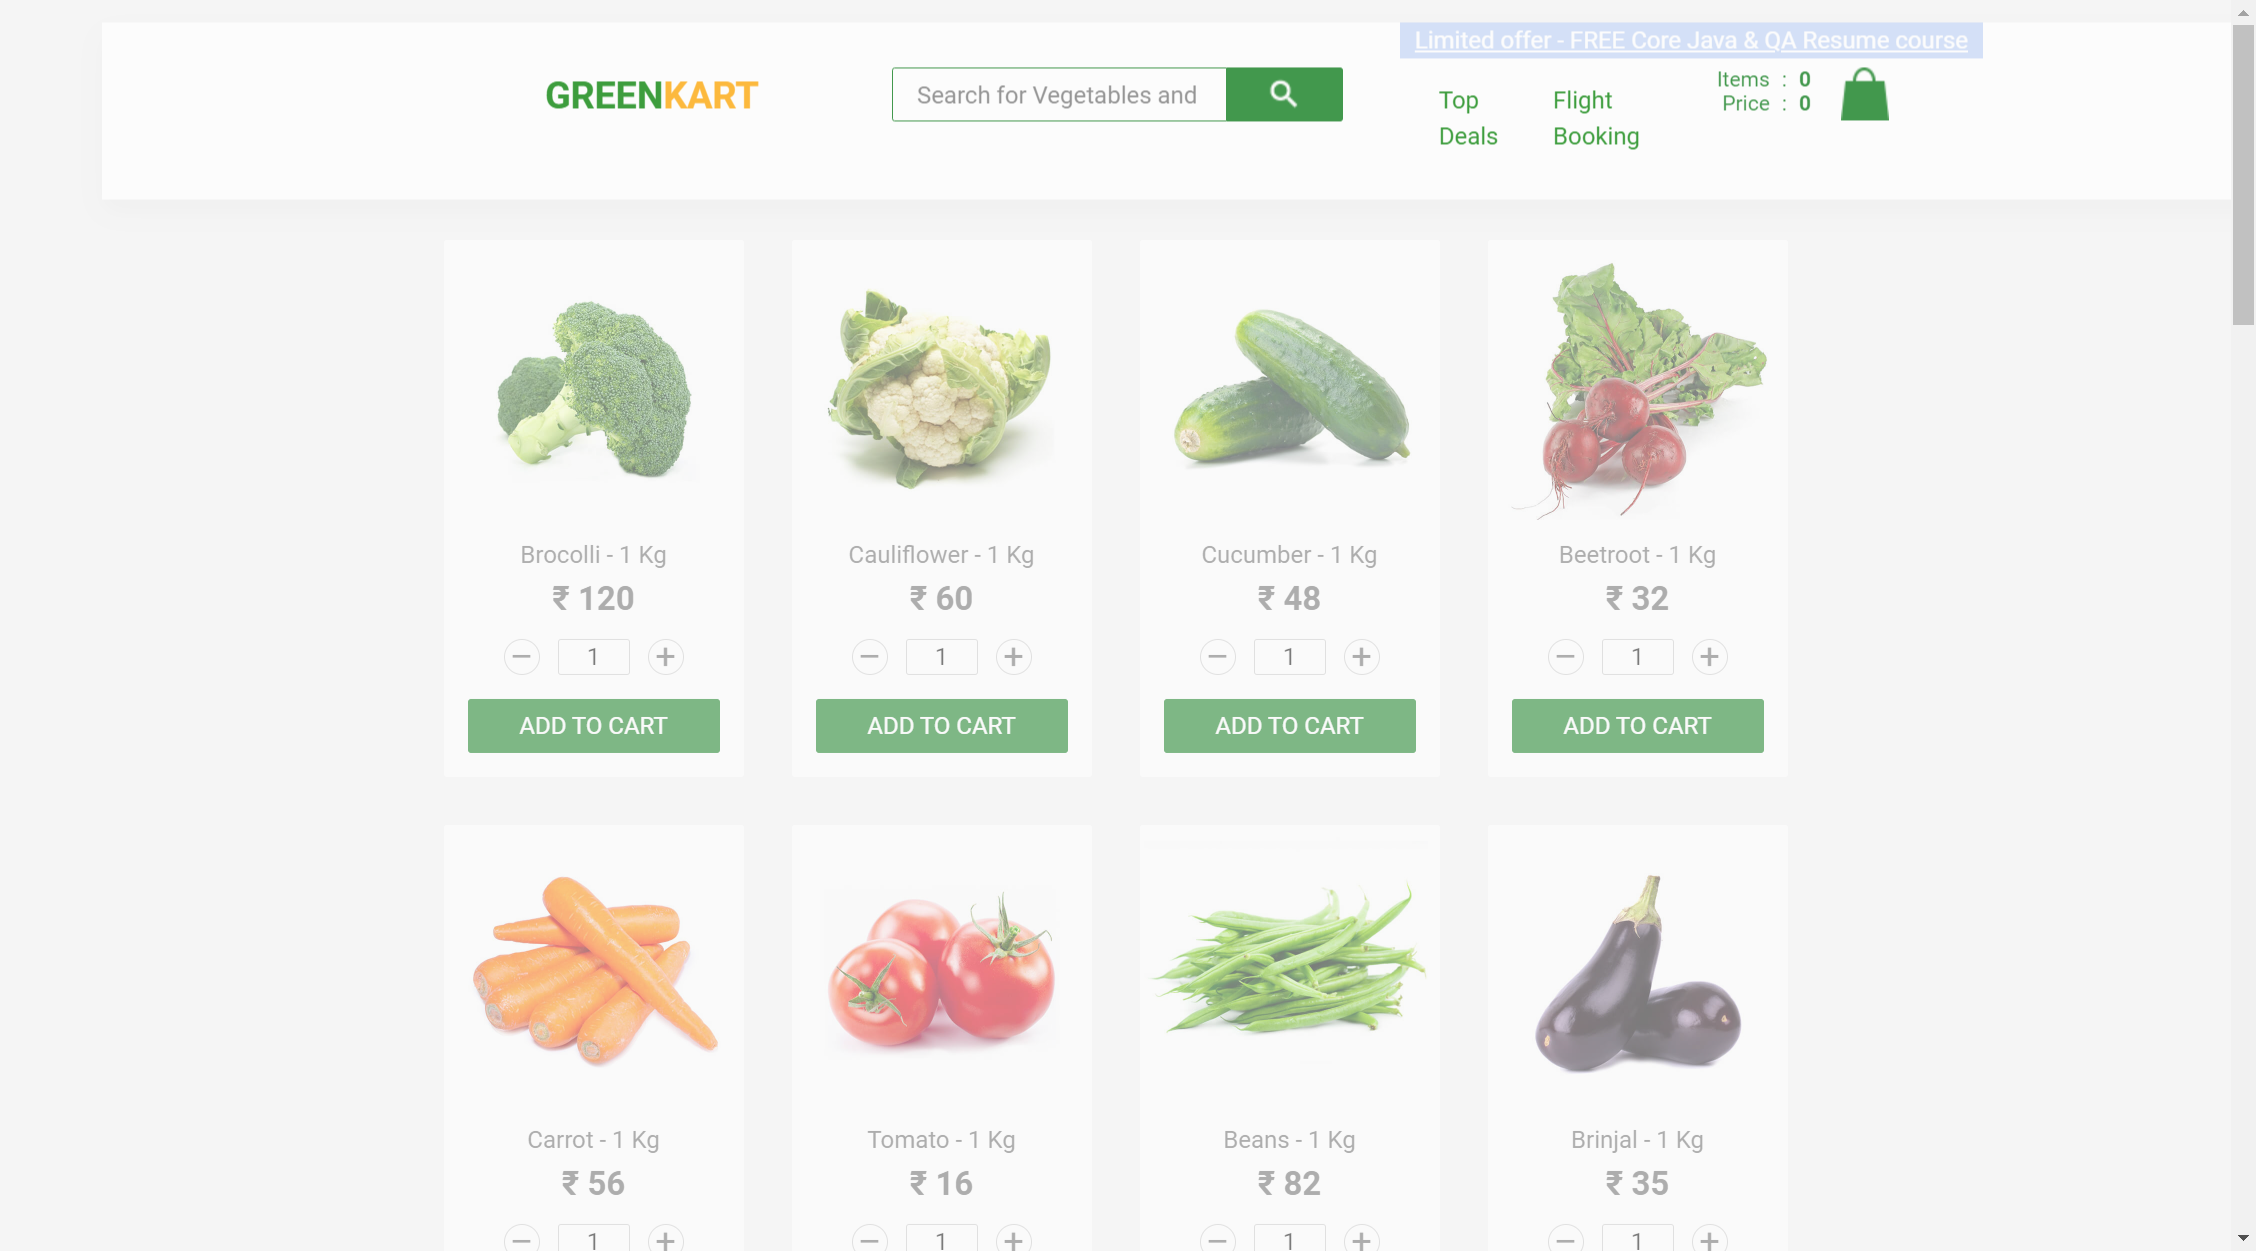 Limited offer - FREE Core Java & QA Resume course
GREENKART
Search for Vegetables and
Top Deals
Flight Booking
Items : 0
Price : 0
Brocolli - 1 Kg
₹ 120
− 1 +
ADD TO CART
Cauliflower - 1 Kg
₹ 60
− 1 +
ADD TO CART
Cucumber - 1 Kg
₹ 48
− 1 +
ADD TO CART
Beetroot - 1 Kg
₹ 32
− 1 +
ADD TO CART
Carrot - 1 Kg
₹ 56
− 1 +
Tomato - 1 Kg
₹ 16
− 1 +
Beans - 1 Kg
₹ 82
− 1 +
Brinjal - 1 Kg
₹ 35
− 1 +